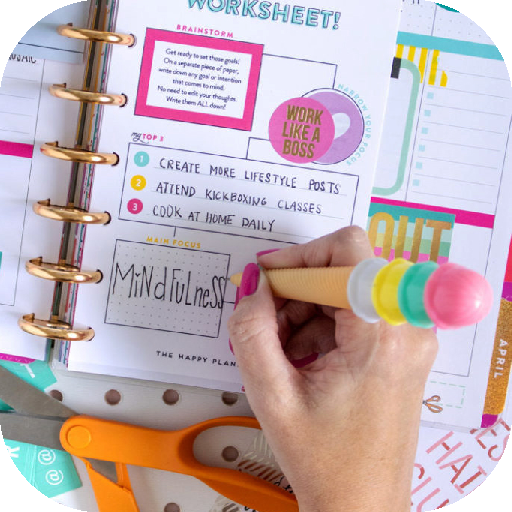 WORKSHEET!
BRAINSTORM
Get ready to set those goals!
On a separate piece of paper,
write down any goal or intention
that comes to mind.
No need to edit your thoughts.
Write them ALL down!
NARROW YOUR FOCUS
WORK
LIKE A
BOSS
my TOP 3
1 CREATE MORE LIFESTYLE POSTS
2 ATTEND KICKBOXING CLASSES
3 COOK AT HOME DAILY
MAIN FOCUS
MiNdfuLness
THE HAPPY PLAN
OUT
APRIL